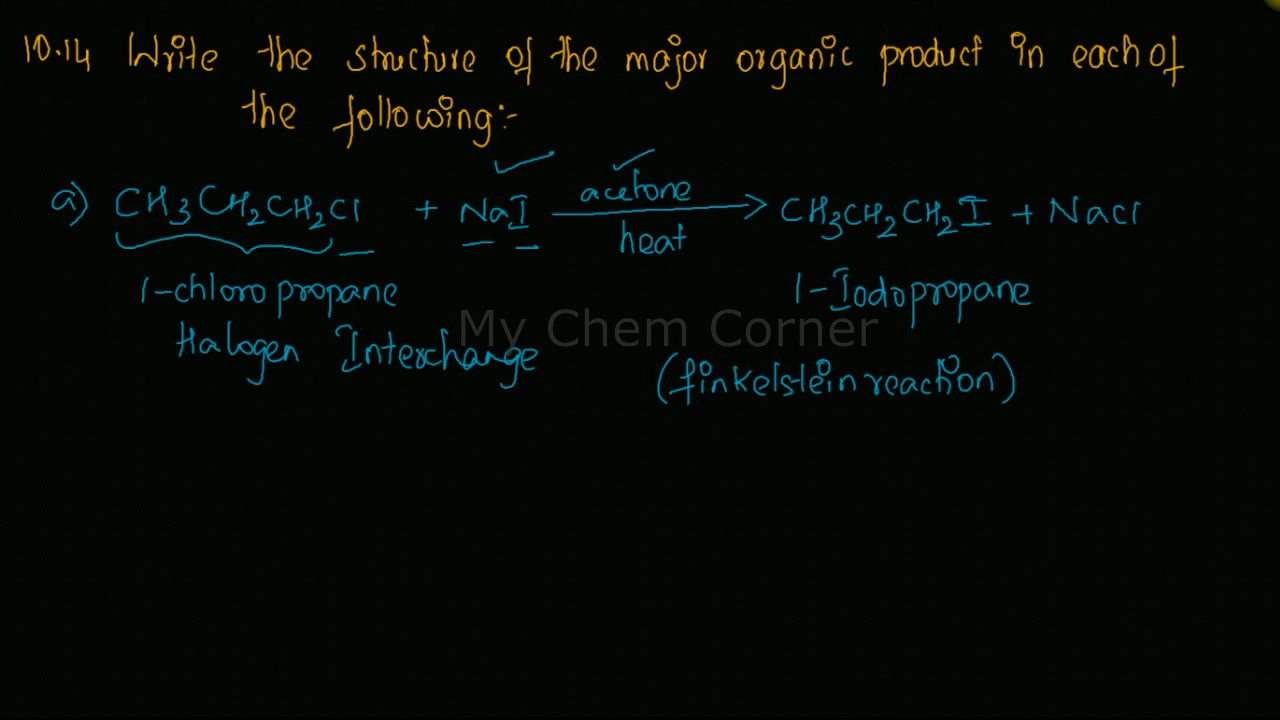 10.14 Write the structure of the major organic product in each of
the following:-
a) CH3CH2CH2Cl + NaI acetone heat → CH3CH2CH2I + NaCl
1-chloropropane 1-Iodopropane
Halogen Interchange
My Chem Corner
(finkelstein reaction)